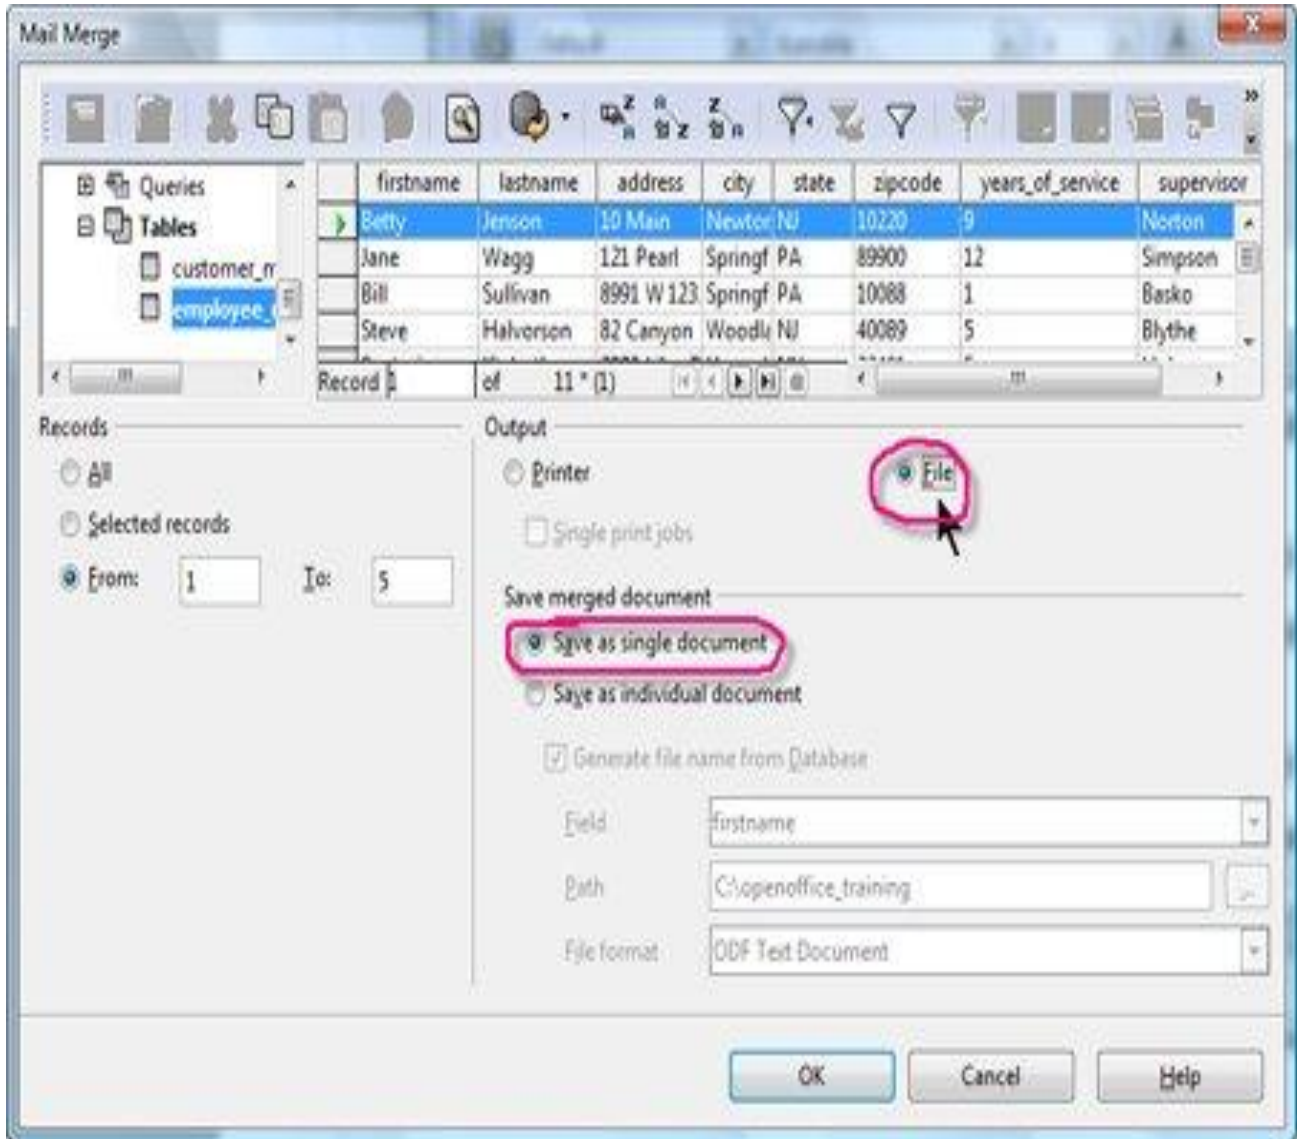 Mail Merge
Queries
Tables
customer_m
employee_
firstname lastname address city state zipcode years_of_service supervisor
Betty Jenson 10 Main Newton NJ 10220 9 Norton
Jane Wagg 121 Pearl Springf PA 89900 12 Simpson
Bill Sullivan 8991 W 123 Springf PA 10088 1 Basko
Steve Halvorson 82 Canyon Woodla NJ 40089 5 Blythe
Record 1 of 11 * (1)
Records
All
Selected records
From: 1 To: 5
Output
Printer
File
Single print jobs
Save merged document
Save as single document
Save as individual document
Generate file name from Database
Field firstname
Path C:\openoffice_training ...
File format ODF Text Document
OK Cancel Help